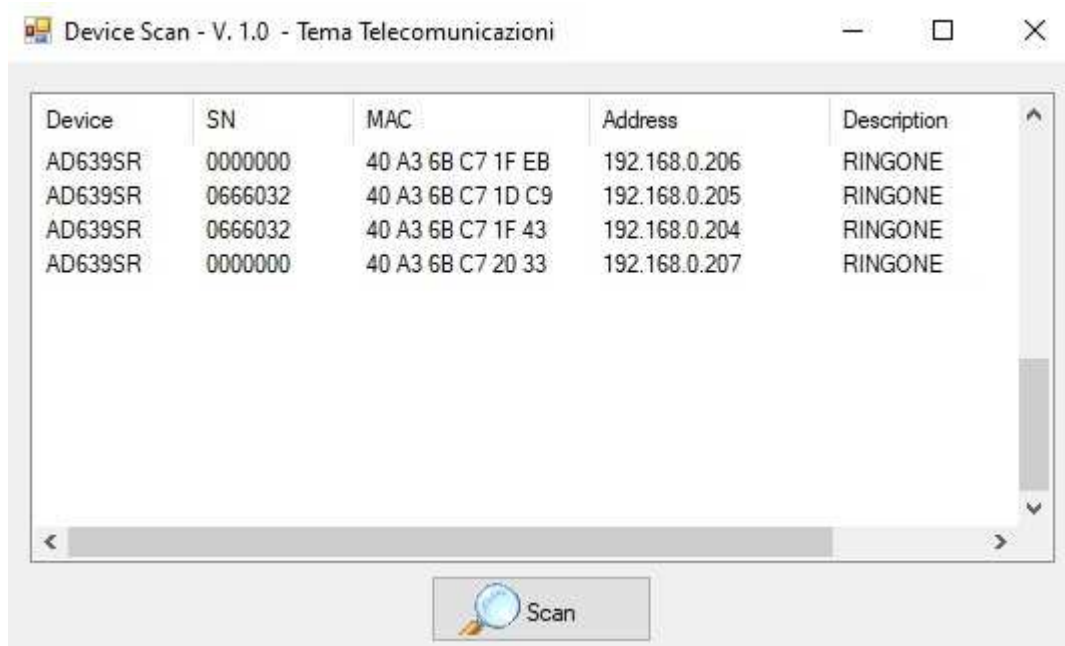 Device Scan - V. 1.0 - Tema Telecomunicazioni
Device SN MAC Address Description
AD639SR 0000000 40 A3 6B C7 1F EB 192.168.0.206 RINGONE
AD639SR 0666032 40 A3 6B C7 1D C9 192.168.0.205 RINGONE
AD639SR 0666032 40 A3 6B C7 1F 43 192.168.0.204 RINGONE
AD639SR 0000000 40 A3 6B C7 20 33 192.168.0.207 RINGONE
Scan